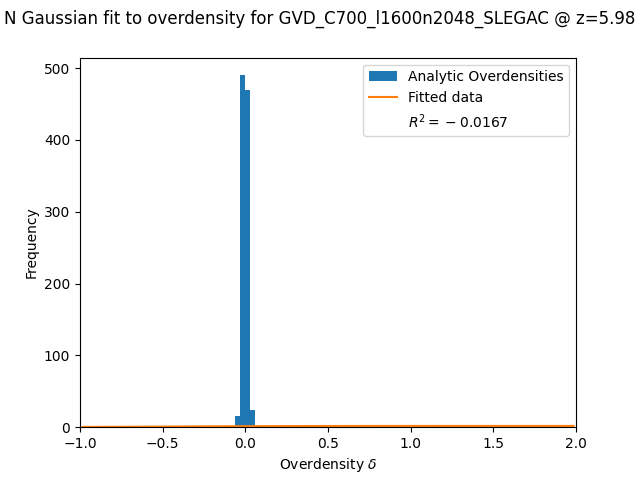 N Gaussian fit to overdensity for GVD_C700_l1600n2048_SLEGAC @ z=5.98
500
400
300
200
100
0
Frequency
Analytic Overdensities
Fitted data
R² = − 0.0167
−1.0 −0.5 0.0 0.5 1.0 1.5 2.0
Overdensity δ